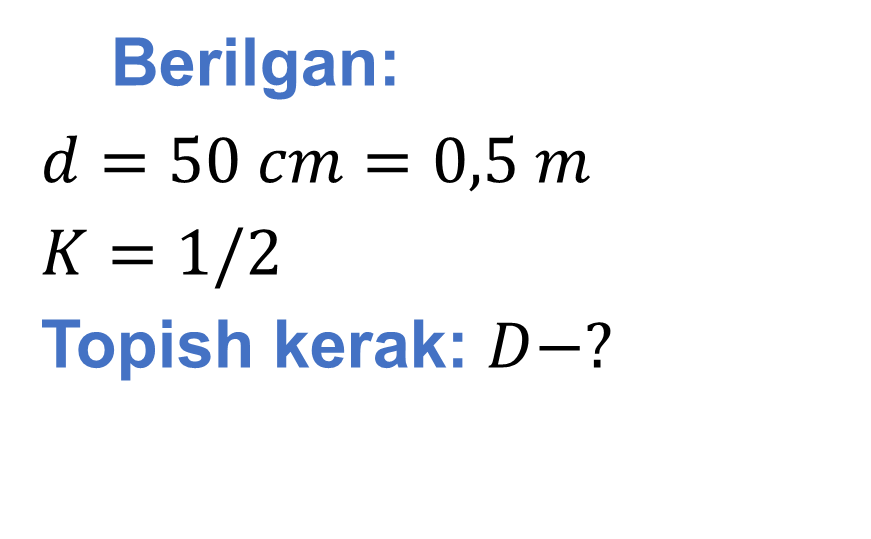 Berilgan:
d = 50 cm = 0,5 m
K = 1/2
Topish kerak: D−?